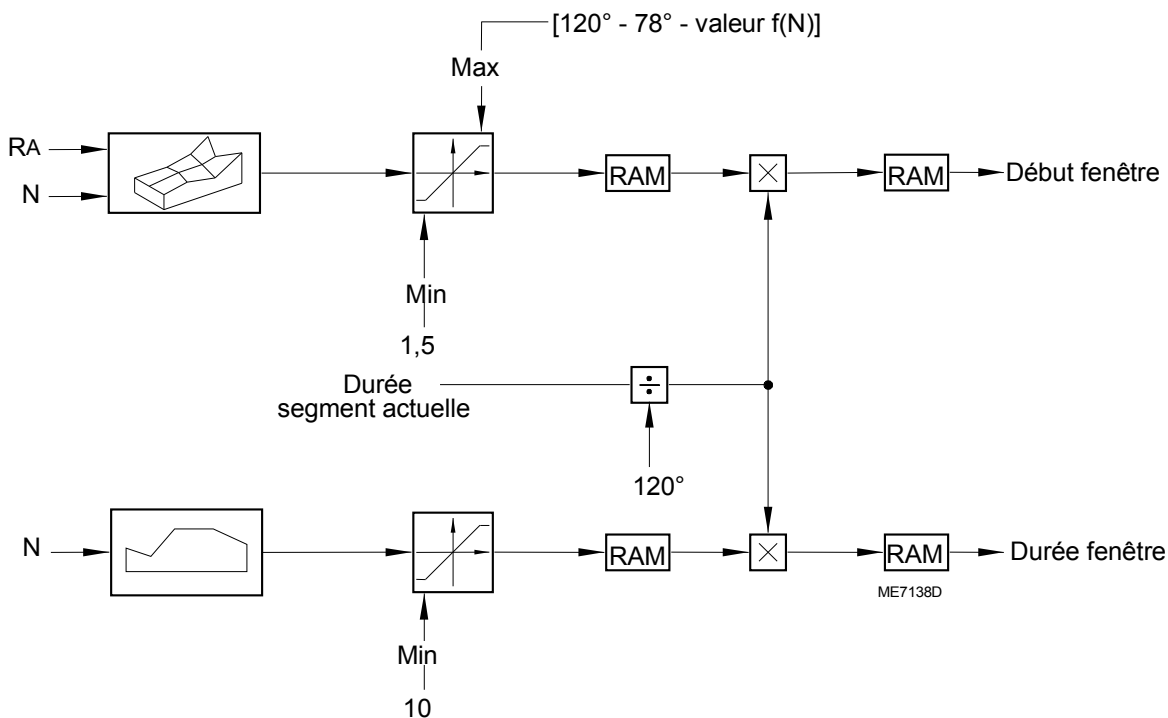 [120° - 78° - valeur f(N)]
Max
RA
N
RAM
×
RAM
Début fenêtre
Min
1,5
Durée
segment actuelle
÷
120°
N
RAM
×
RAM
Durée fenêtre
ME7138D
Min
10